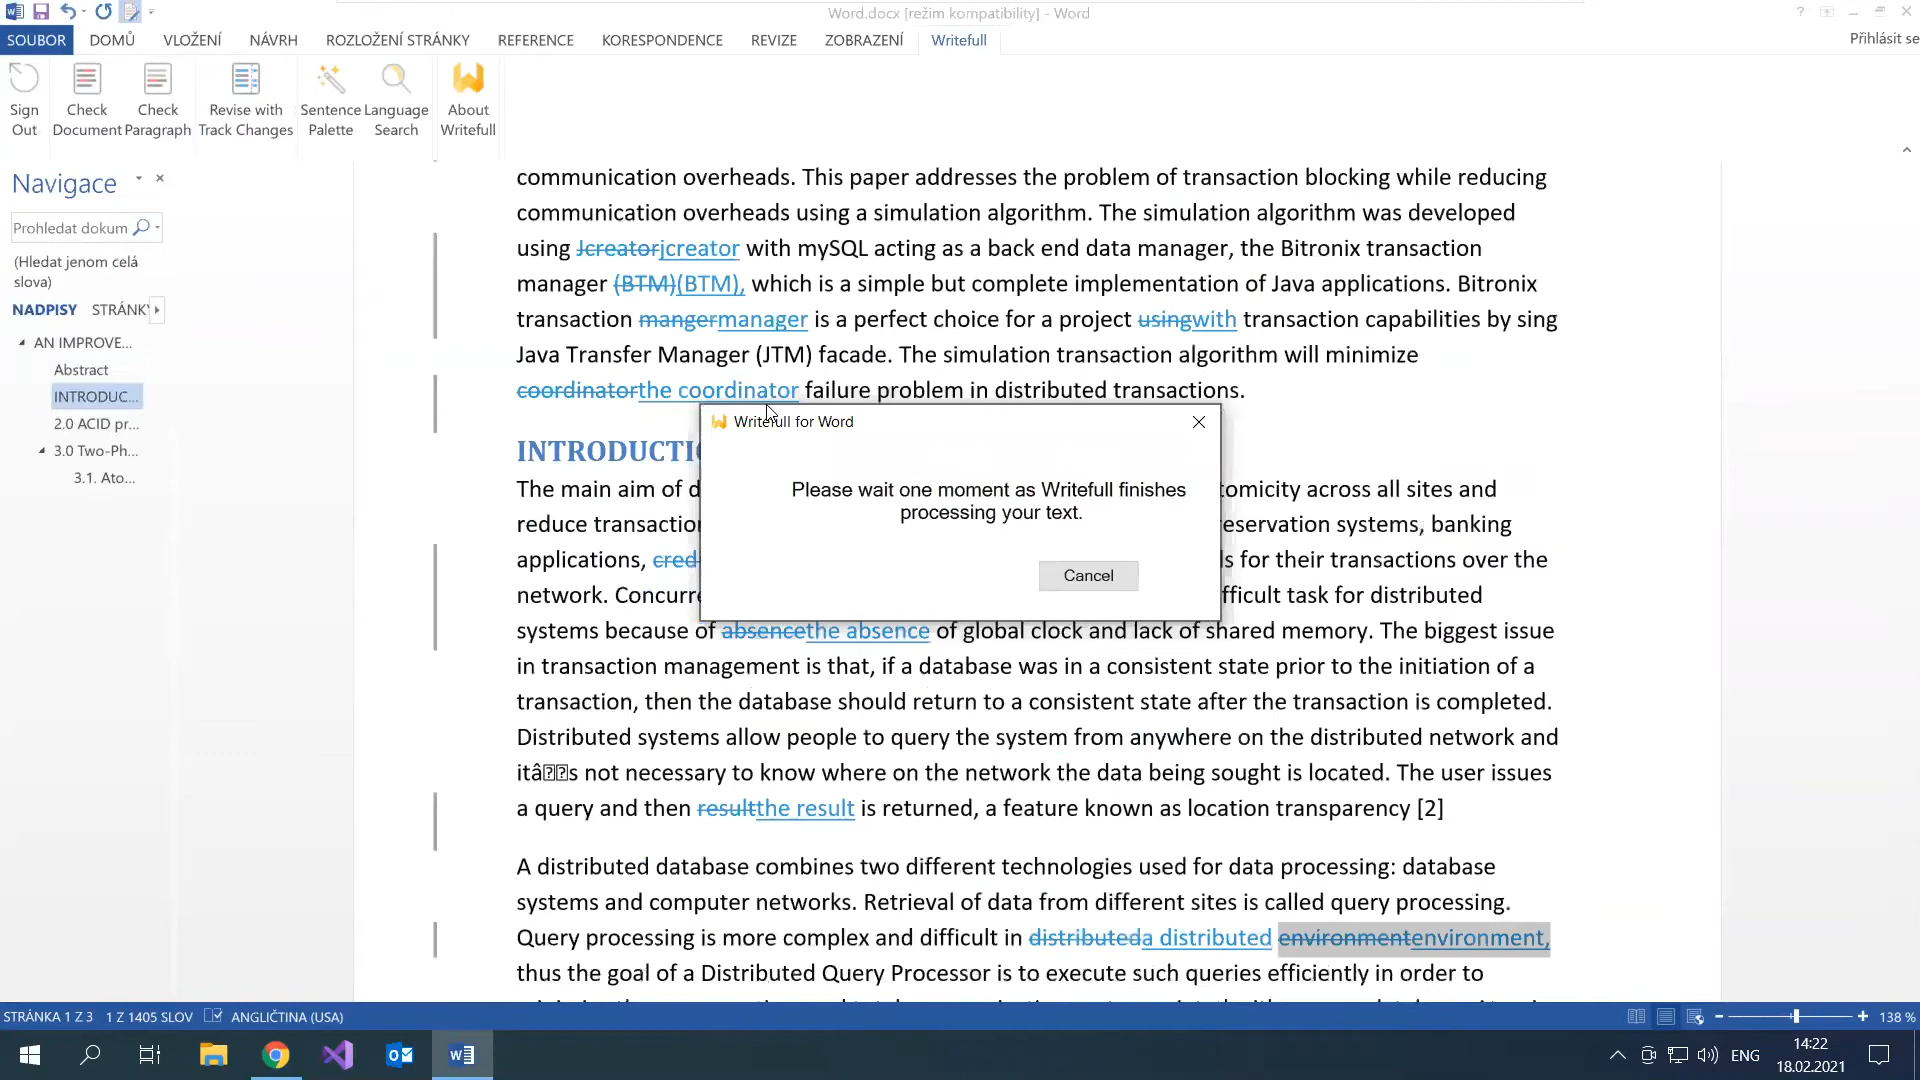 Word.docx [režim kompatibility] - Word
SOUBOR DOMŮ VLOŽENÍ NÁVRH ROZLOŽENÍ STRÁNKY REFERENCE KORESPONDENCE REVIZE ZOBRAZENÍ Writefull Přihlásit se
Sign Out
Check Document
Check Paragraph
Revise with Track Changes
Sentence Palette
Language Search
About Writefull
Navigace
Prohledat dokum
(Hledat jenom celá
slova)
NADPISY STRÁNKY
AN IMPROVE...
Abstract
INTRODUC...
2.0 ACID pr...
3.0 Two-Ph...
3.1. Ato...
communication overheads. This paper addresses the problem of transaction blocking while reducing
communication overheads using a simulation algorithm. The simulation algorithm was developed
using Jcreatorjcreator with mySQL acting as a back end data manager, the Bitronix transaction
manager (BTM)(BTM), which is a simple but complete implementation of Java applications. Bitronix
transaction mangermanager is a perfect choice for a project usingwith transaction capabilities by sing
Java Transfer Manager (JTM) facade. The simulation transaction algorithm will minimize
coordinatorthe coordinator failure problem in distributed transactions.
INTRODUCTI
The main aim of d tomicity across all sites and
reduce transaction eservation systems, banking
applications, cred s for their transactions over the
network. Concurre fficult task for distributed
systems because of absencethe absence of global clock and lack of shared memory. The biggest issue
in transaction management is that, if a database was in a consistent state prior to the initiation of a
transaction, then the database should return to a consistent state after the transaction is completed.
Distributed systems allow people to query the system from anywhere on the distributed network and
itâ⍰⍰s not necessary to know where on the network the data being sought is located. The user issues
a query and then resultthe result is returned, a feature known as location transparency [2]
A distributed database combines two different technologies used for data processing: database
systems and computer networks. Retrieval of data from different sites is called query processing.
Query processing is more complex and difficult in distributeda distributed environmentenvironment,
thus the goal of a Distributed Query Processor is to execute such queries efficiently in order to
Writefull for Word
Please wait one moment as Writefull finishes
processing your text.
Cancel
STRÁNKA 1 Z 3 1 Z 1405 SLOV ANGLIČTINA (USA) 138 %
ENG
14:22
18.02.2021